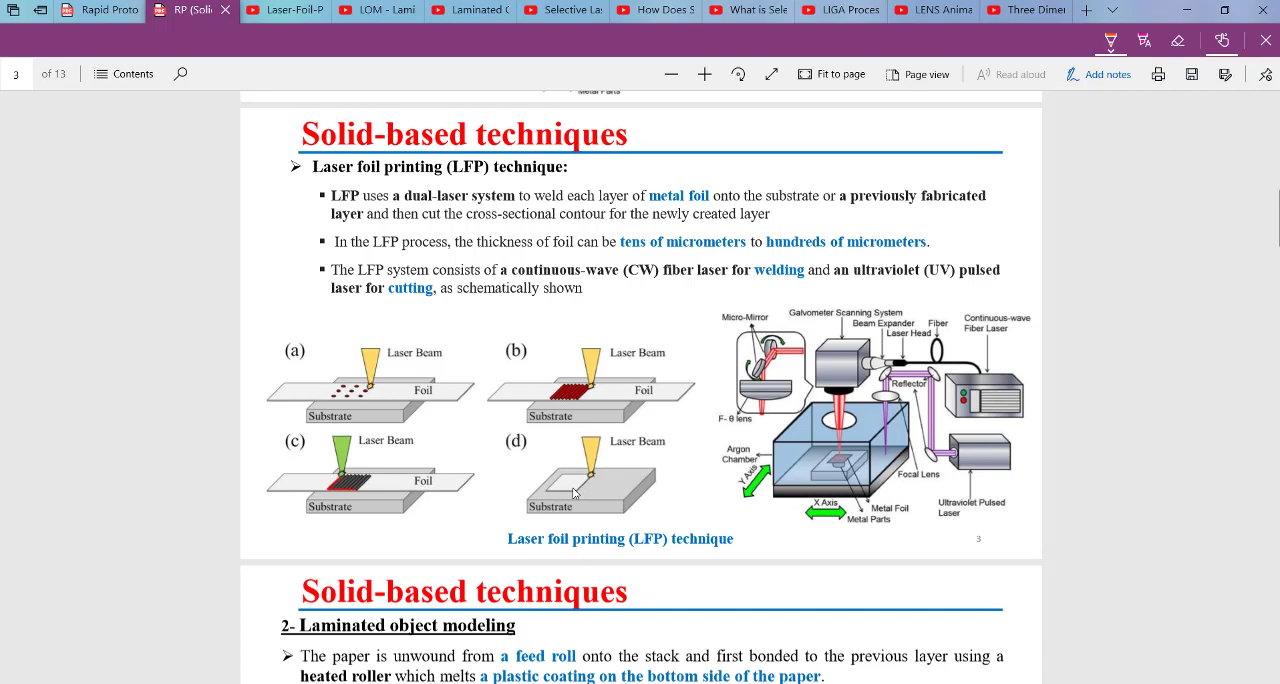 Rapid Proto
RP (Soli
Laser-Foil-P
LOM - Lami
Laminated
Selective La
How Does S
What is Sele
LIGA Proces
LENS Anima
Three Dimen
3 of 13
Contents
Fit to page
Page view
Read aloud
Add notes
Metal Parts
Solid-based techniques
➢ Laser foil printing (LFP) technique:
▪ LFP uses a dual-laser system to weld each layer of metal foil onto the substrate or a previously fabricated
layer and then cut the cross-sectional contour for the newly created layer
▪ In the LFP process, the thickness of foil can be tens of micrometers to hundreds of micrometers.
▪ The LFP system consists of a continuous-wave (CW) fiber laser for welding and an ultraviolet (UV) pulsed
laser for cutting, as schematically shown
(a)
Laser Beam
Foil
Substrate
(b)
Laser Beam
Foil
Substrate
(c)
Laser Beam
Foil
Substrate
(d)
Laser Beam
Substrate
Micro-Mirror
Galvometer Scanning System
Beam Expander
Laser Head
Fiber
Continuous-wave
Fiber Laser
Reflector
F- θ lens
Argon
Chamber
Y Axis
X Axis
Focal Lens
Metal Foil
Metal Parts
Ultraviolet Pulsed
Laser
Laser foil printing (LFP) technique
3
Solid-based techniques
2- Laminated object modeling
➢ The paper is unwound from a feed roll onto the stack and first bonded to the previous layer using a
heated roller which melts a plastic coating on the bottom side of the paper.